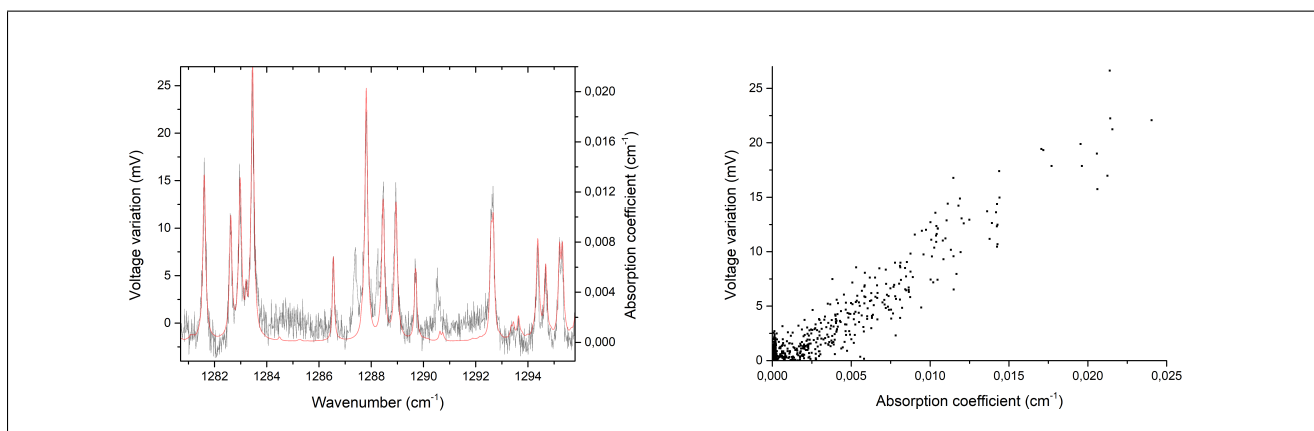 25
20
15
10
5
0
Voltage variation (mV)
0,020
0,016
0,012
0,008
0,004
0,000
Absorption coefficient (cm⁻¹)
1282 1284 1286 1288 1290 1292 1294
Wavenumber (cm⁻¹)
25
20
15
10
5
0
Voltage variation (mV)
0,000 0,005 0,010 0,015 0,020 0,025
Absorption coefficient (cm⁻¹)